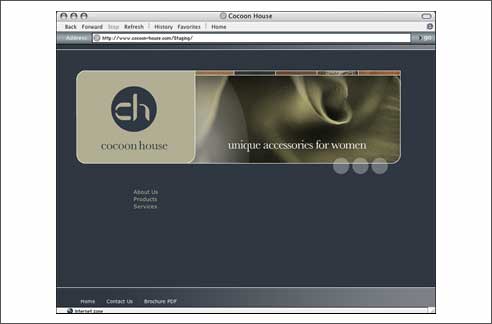 Cocoon House
Back Forward Stop Refresh History Favorites Home
Address: http://www.cocoon-house.com/Staging/ go
ch
cocoon house
unique accessories for women
About Us
Products
Services
Home Contact Us Brochure PDF
Internet zone